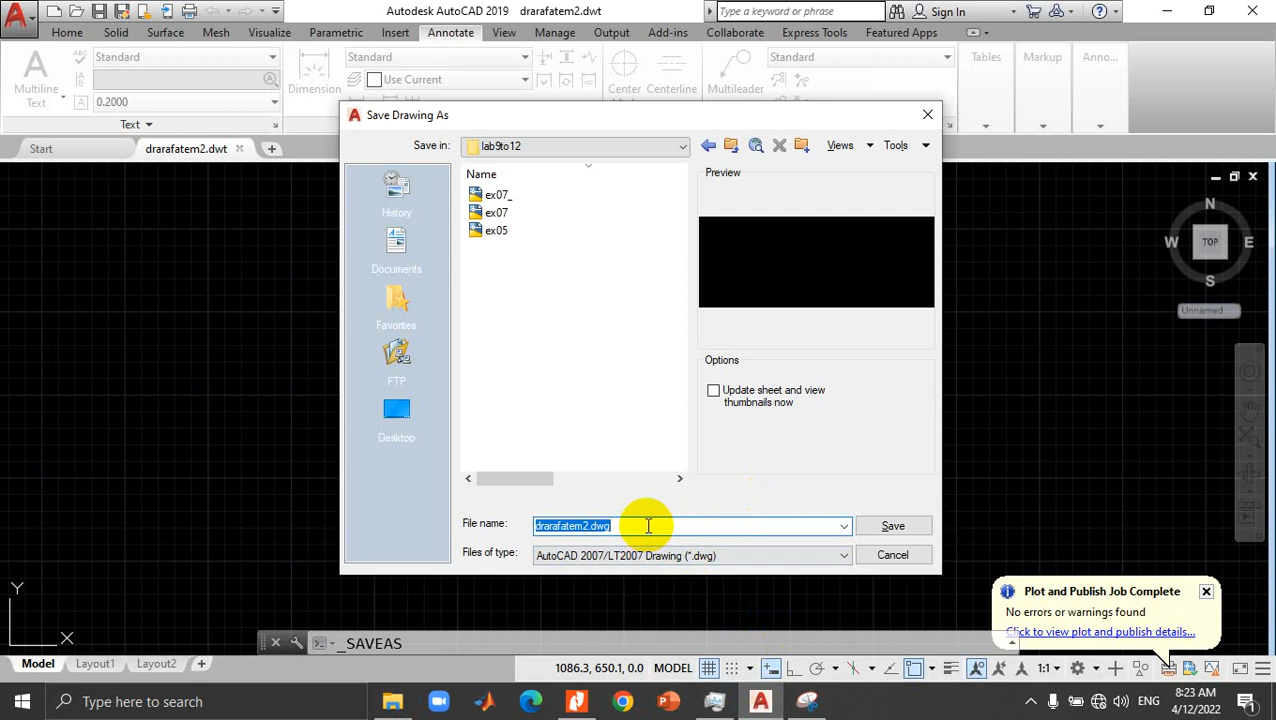 Autodesk AutoCAD 2019 drarafatem2.dwt
Type a keyword or phrase
Sign In
Home Solid Surface Mesh Visualize Parametric Insert Annotate View Manage Output Add-ins Collaborate Express Tools Featured Apps
A Standard Standard Standard
Multiline Text Use Current Dimension Center Centerline Multileader Tables Markup Anno...
0.2000
Text
Start drarafatem2.dwt
Save Drawing As
Save in: lab9to12 Views Tools
Name
ex07_
ex07
ex05
Preview
History
Documents
Favorites
FTP
Desktop
Options
Update sheet and view
thumbnails now
File name: drarafatem2.dwg Save
Files of type: AutoCAD 2007/LT2007 Drawing (*.dwg) Cancel
N
W TOP E
S
Unnamed
Plot and Publish Job Complete
No errors or warnings found
Click to view plot and publish details...
Y
X
_SAVEAS
Model Layout1 Layout2 1086.3, 650.1, 0.0 MODEL 1:1
Type here to search
ENG
8:23 AM
4/12/2022
1